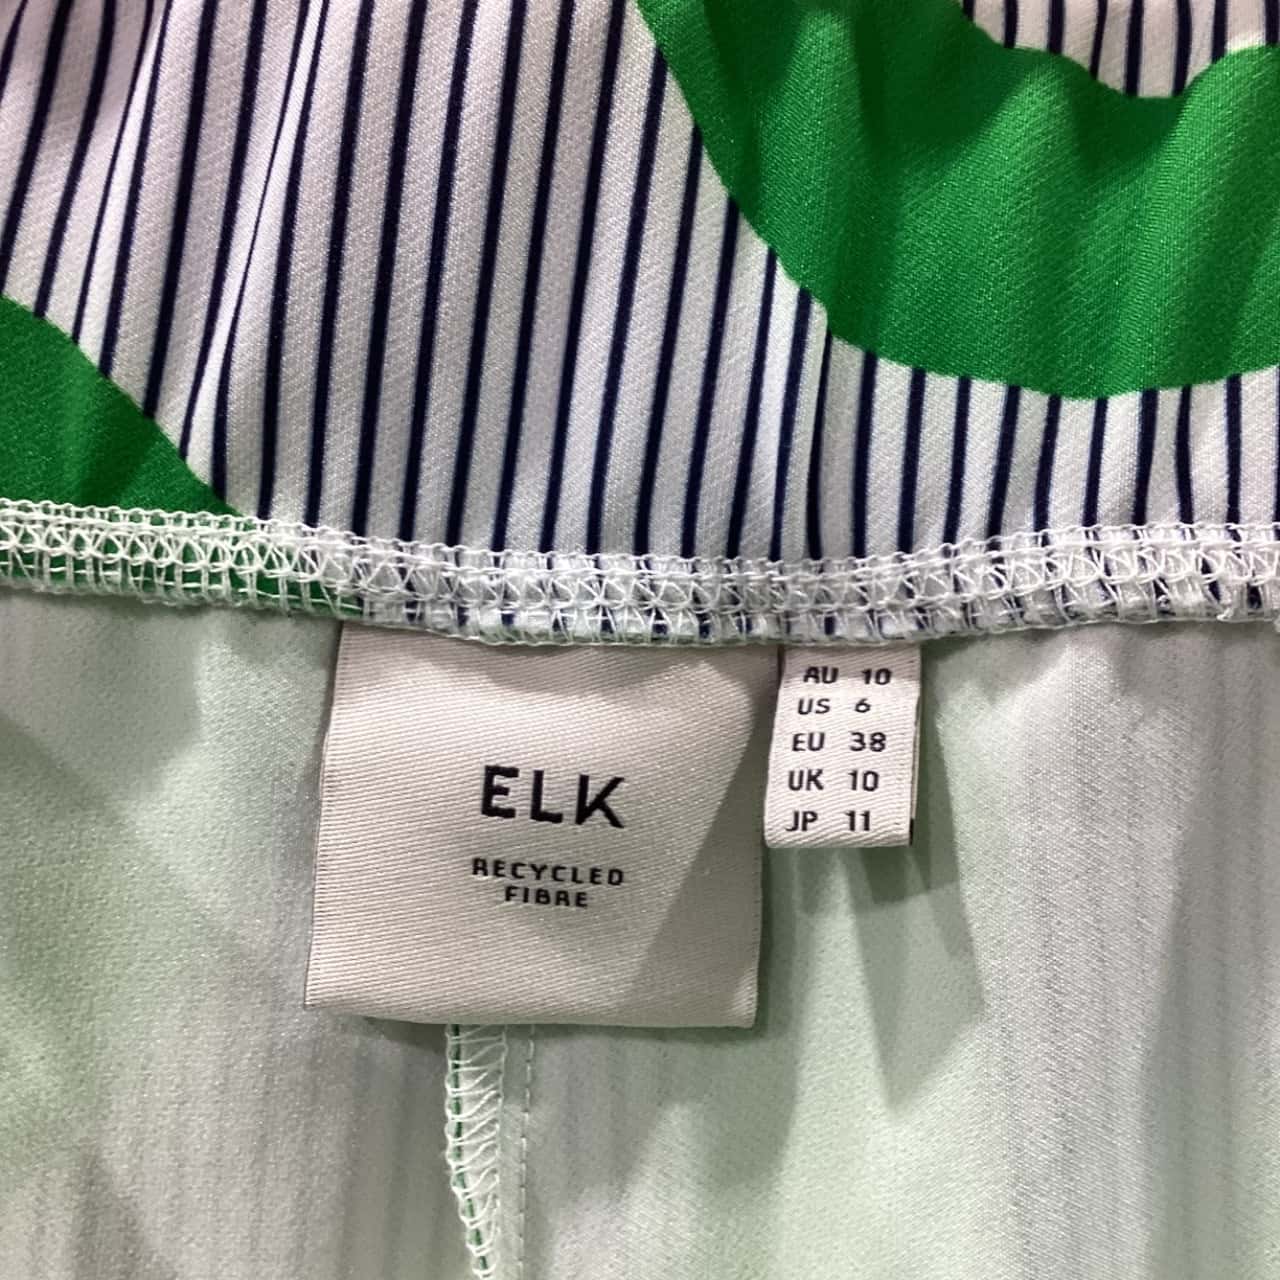 ELK
RECYCLED
FIBRE
AU 10
US 6
EU 38
UK 10
JP 11